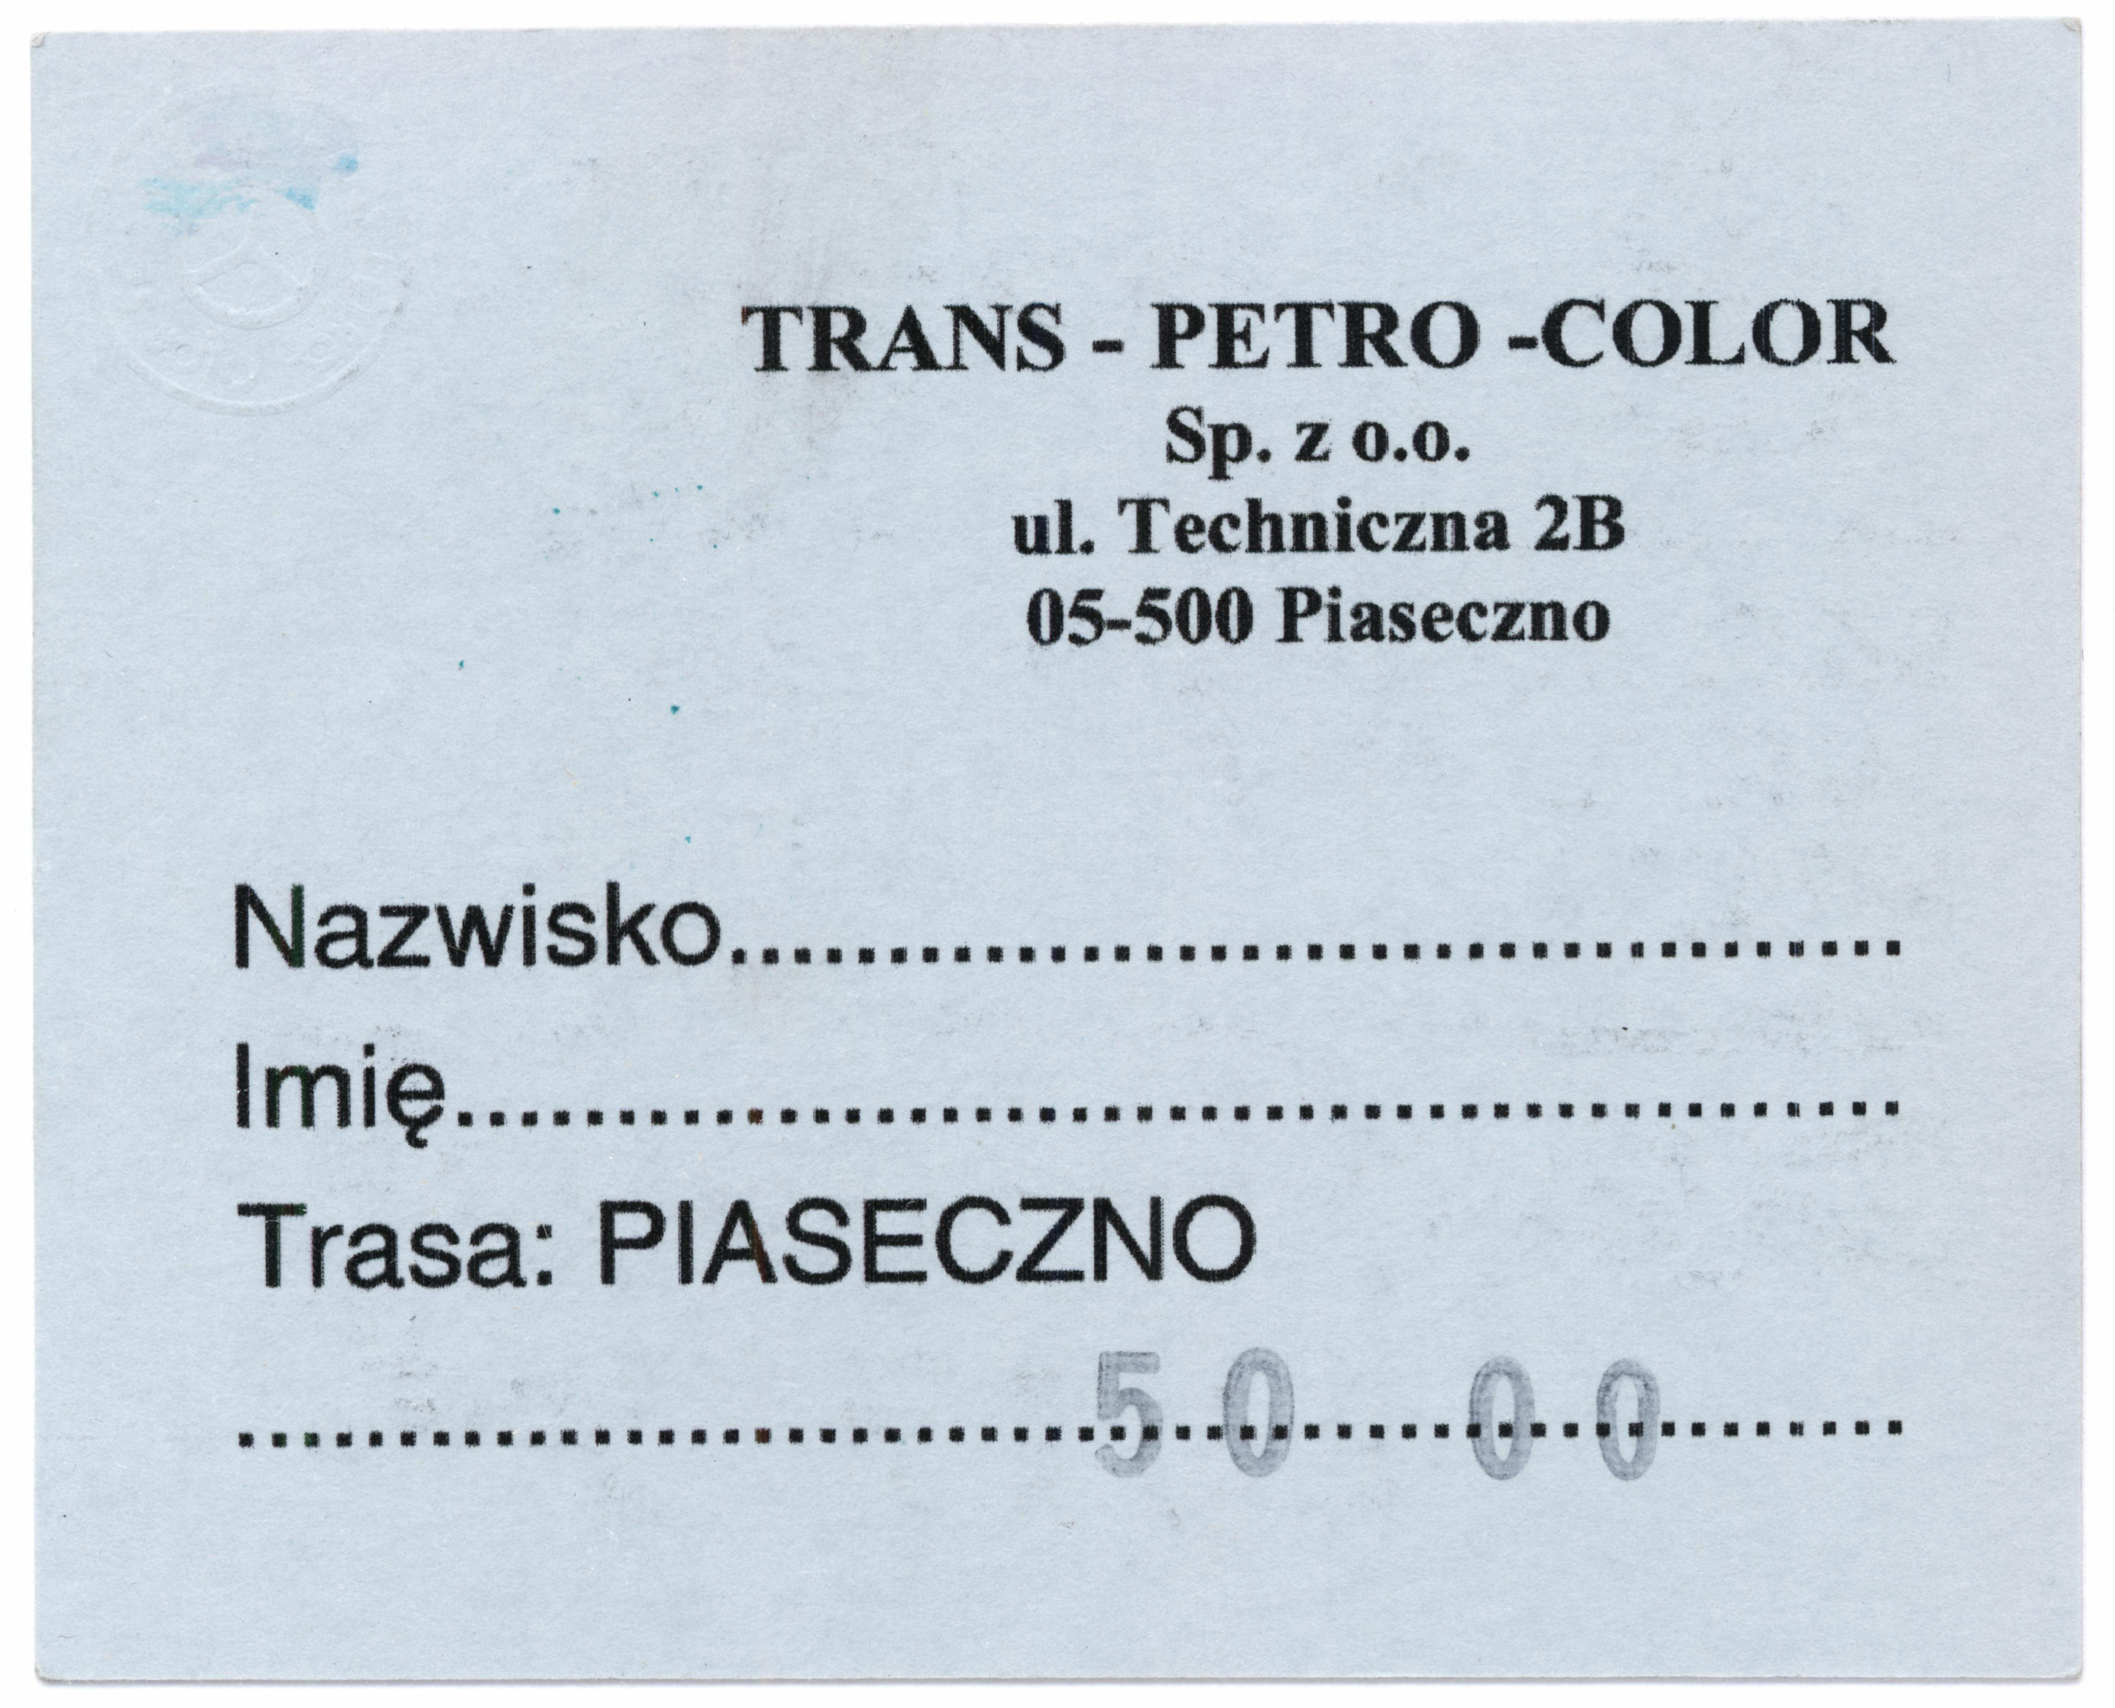 TRANS - PETRO -COLOR
Sp. z o.o.
ul. Techniczna 2B
05-500 Piaseczno
Nazwisko.....................................
Imię.............................................
Trasa: PIASECZNO
.................................................... 50 00